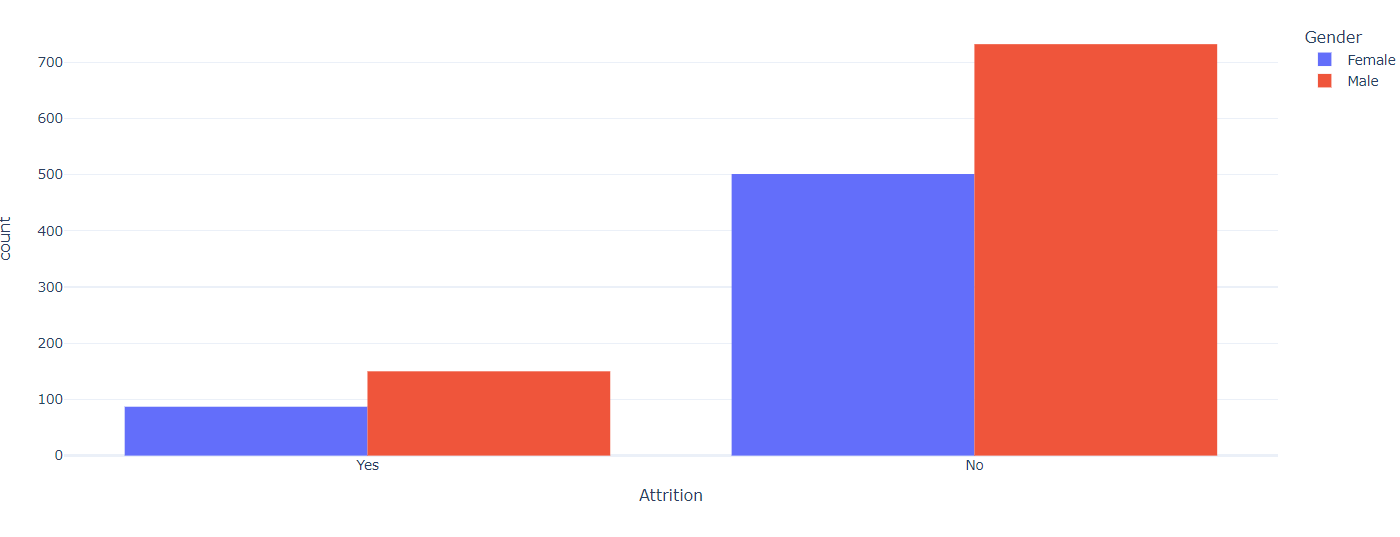 Gender
Female
Male
700
600
500
400
300
200
100
0
count
Yes
No
Attrition